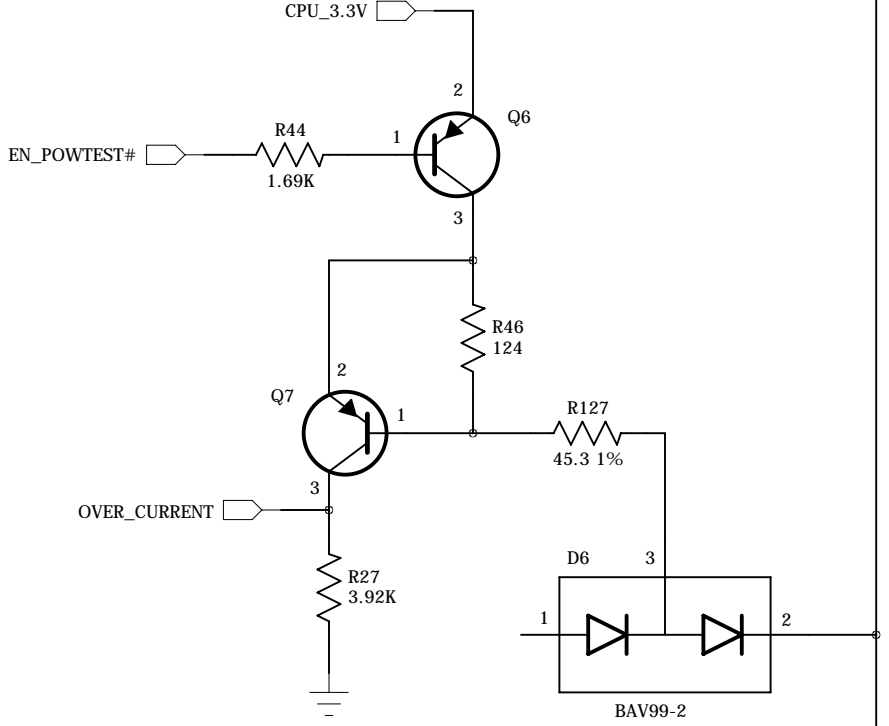 CPU_3.3V
2
Q6
R44
1
EN_POWTEST#
1.69K
3
R46
124
2
Q7
1
R127
45.3 1%
3
OVER_CURRENT
D6
3
R27
3.92K
1
2
BAV99-2